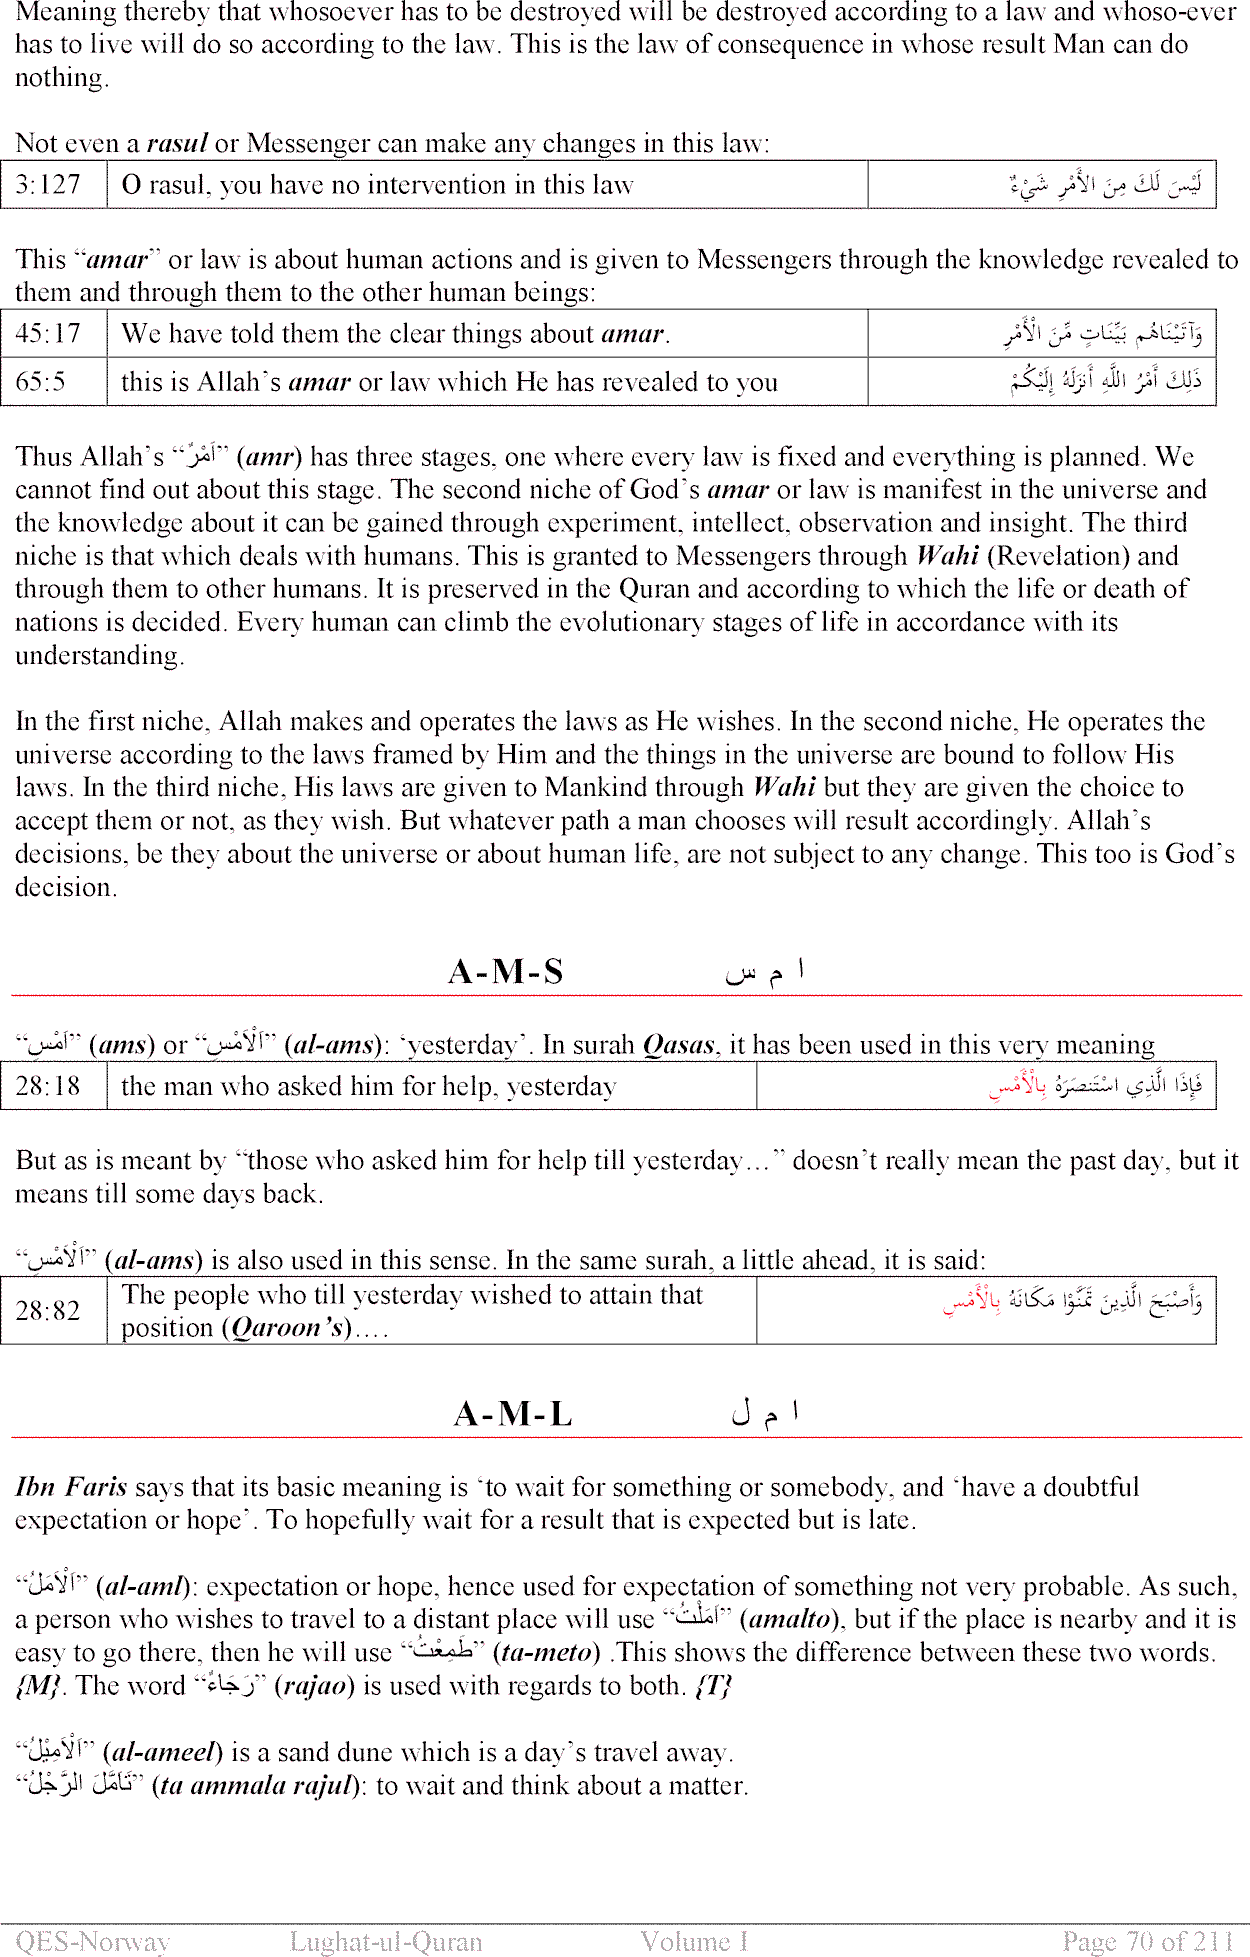 Meaning thereby that whosoever has to be destroyed will be destroyed according to a law and whoso-ever
has to live will do so according to the law. This is the law of consequence in whose result Man can do
nothing.
Not even a rasul or Messenger can make any changes in this law:
3:127 O rasul, you have no intervention in this law لَيْسَ لَكَ مِنَ الأَمْرِ شَيْءٌ
This “amar” or law is about human actions and is given to Messengers through the knowledge revealed to
them and through them to the other human beings:
45:17 We have told them the clear things about amar. وَآتَيْنَاهُم بَيِّنَاتٍ مِّنَ الْأَمْرِ
65:5 this is Allah’s amar or law which He has revealed to you ذَلِكَ أَمْرُ اللَّهِ أَنزَلَهُ إِلَيْكُمْ
Thus Allah’s “اَمْرٌ” (amr) has three stages, one where every law is fixed and everything is planned. We
cannot find out about this stage. The second niche of God’s amar or law is manifest in the universe and
the knowledge about it can be gained through experiment, intellect, observation and insight. The third
niche is that which deals with humans. This is granted to Messengers through Wahi (Revelation) and
through them to other humans. It is preserved in the Quran and according to which the life or death of
nations is decided. Every human can climb the evolutionary stages of life in accordance with its
understanding.
In the first niche, Allah makes and operates the laws as He wishes. In the second niche, He operates the
universe according to the laws framed by Him and the things in the universe are bound to follow His
laws. In the third niche, His laws are given to Mankind through Wahi but they are given the choice to
accept them or not, as they wish. But whatever path a man chooses will result accordingly. Allah’s
decisions, be they about the universe or about human life, are not subject to any change. This too is God’s
decision.
A-M-S ا م س
“اَمْسِ” (ams) or “اَلْاَمْسِ” (al-ams): ‘yesterday’. In surah Qasas, it has been used in this very meaning
28:18 the man who asked him for help, yesterday فَإِذَا الَّذِي اسْتَنصَرَهُ بِالْأَمْسِ
But as is meant by “those who asked him for help till yesterday…” doesn’t really mean the past day, but it
means till some days back.
“اَلْاَمْسِ” (al-ams) is also used in this sense. In the same surah, a little ahead, it is said:
28:82 The people who till yesterday wished to attain that وَأَصْبَحَ الَّذِينَ تَمَنَّوْا مَكَانَهُ بِالْأَمْسِ
position (Qaroon’s)….
A-M-L ا م ل
Ibn Faris says that its basic meaning is ‘to wait for something or somebody, and ‘have a doubtful
expectation or hope’. To hopefully wait for a result that is expected but is late.
“اَلْاَمَلُ” (al-aml): expectation or hope, hence used for expectation of something not very probable. As such,
a person who wishes to travel to a distant place will use “اَمَلْتُ” (amalto), but if the place is nearby and it is
easy to go there, then he will use “طَمِعْتُ” (ta-meto) .This shows the difference between these two words.
{M}. The word “رَجَاءٌ” (rajao) is used with regards to both. {T}
“اَلْاَمِيْلُ” (al-ameel) is a sand dune which is a day’s travel away.
“تَاَمَّلَ الرَّجُلُ” (ta ammala rajul): to wait and think about a matter.
QES-Norway Lughat-ul-Quran Volume I Page 70 of 211